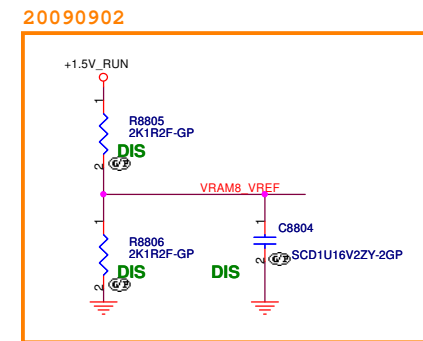 20090902
+1.5V_RUN
1
R8805
2K1R2F-GP
DIS
2
G/P
VRAM8_VREF
1
R8806
2K1R2F-GP
DIS
2
G/P
1
C8804
SCD1U16V2ZY-2GP
DIS
2
G/P